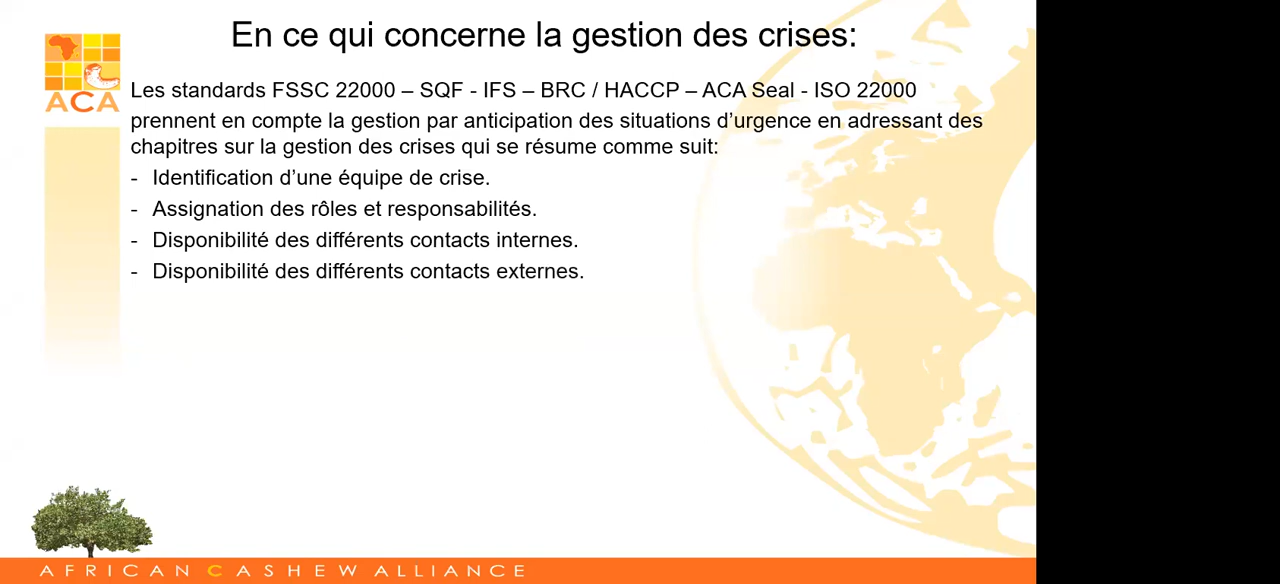 En ce qui concerne la gestion des crises:
ACA
Les standards FSSC 22000 – SQF - IFS – BRC / HACCP – ACA Seal - ISO 22000
prennent en compte la gestion par anticipation des situations d’urgence en adressant des
chapitres sur la gestion des crises qui se résume comme suit:
- Identification d’une équipe de crise.
- Assignation des rôles et responsabilités.
- Disponibilité des différents contacts internes.
- Disponibilité des différents contacts externes.
AFRICAN CASHEW ALLIANCE